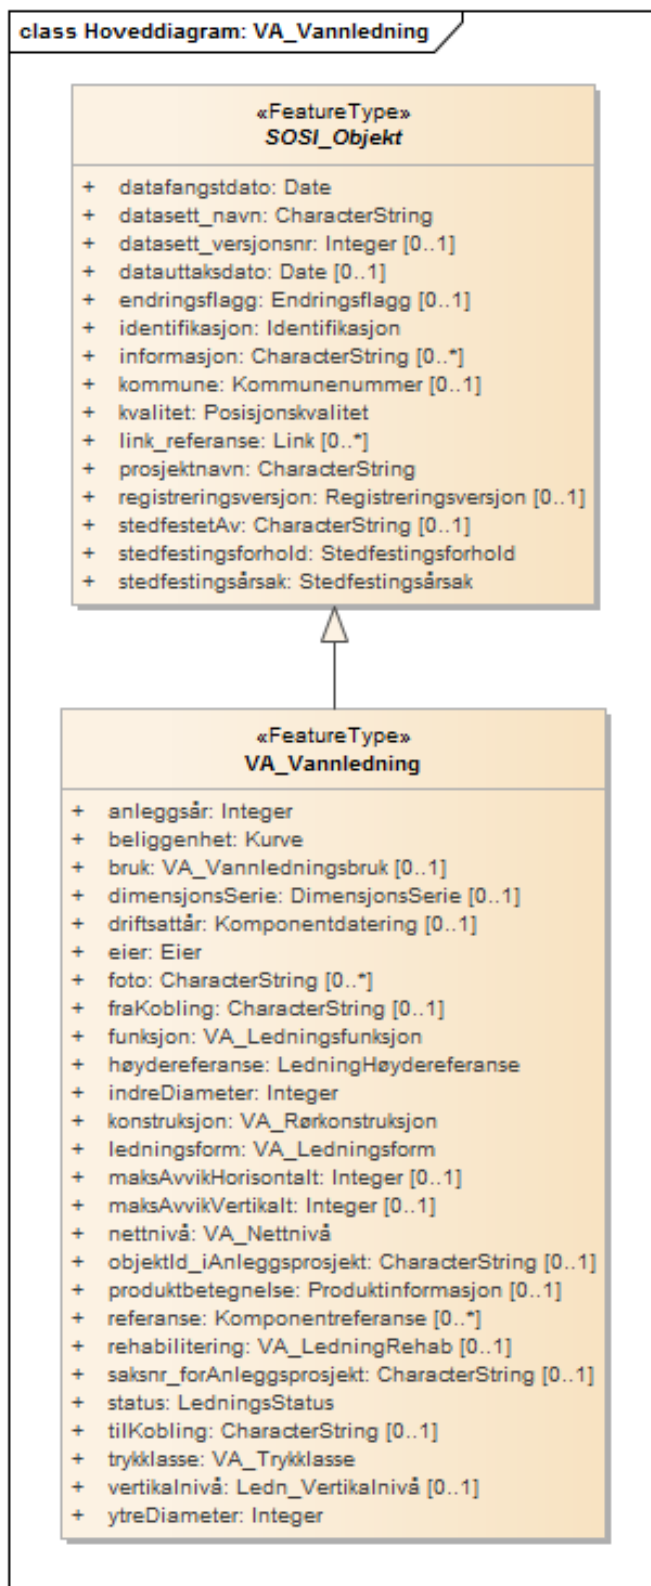 class Hoveddiagram: VA_Vannledning
«FeatureType»
SOSI_Objekt
+ datafangstdato: Date
+ datasett_navn: CharacterString
+ datasett_versjonsnr: Integer [0..1]
+ datauttaksdato: Date [0..1]
+ endringsflagg: Endringsflagg [0..1]
+ identifikasjon: Identifikasjon
+ informasjon: CharacterString [0..*]
+ kommune: Kommunenummer [0..1]
+ kvalitet: Posisjonskvalitet
+ link_referanse: Link [0..*]
+ prosjektnavn: CharacterString
+ registreringsversjon: Registreringsversjon [0..1]
+ stedfestetAv: CharacterString [0..1]
+ stedfestingsforhold: Stedfestingsforhold
+ stedfestingsårsak: Stedfestingsårsak
«FeatureType»
VA_Vannledning
+ anleggsår: Integer
+ beliggenhet: Kurve
+ bruk: VA_Vannledningsbruk [0..1]
+ dimensjonsSerie: DimensjonsSerie [0..1]
+ driftsattår: Komponentdatering [0..1]
+ eier: Eier
+ foto: CharacterString [0..*]
+ fraKobling: CharacterString [0..1]
+ funksjon: VA_Ledningsfunksjon
+ høydereferanse: LedningHøydereferanse
+ indreDiameter: Integer
+ konstruksjon: VA_Rørkonstruksjon
+ ledningsform: VA_Ledningsform
+ maksAvvikHorisontalt: Integer [0..1]
+ maksAvvikVertikalt: Integer [0..1]
+ nettnivå: VA_Nettnivå
+ objektId_iAnleggsprosjekt: CharacterString [0..1]
+ produktbetegnelse: Produktinformasjon [0..1]
+ referanse: Komponentreferanse [0..*]
+ rehabilitering: VA_LedningRehab [0..1]
+ saksnr_forAnleggsprosjekt: CharacterString [0..1]
+ status: LedningsStatus
+ tilKobling: CharacterString [0..1]
+ trykklasse: VA_Trykklasse
+ vertikalnivå: Ledn_Vertikalnivå [0..1]
+ ytreDiameter: Integer